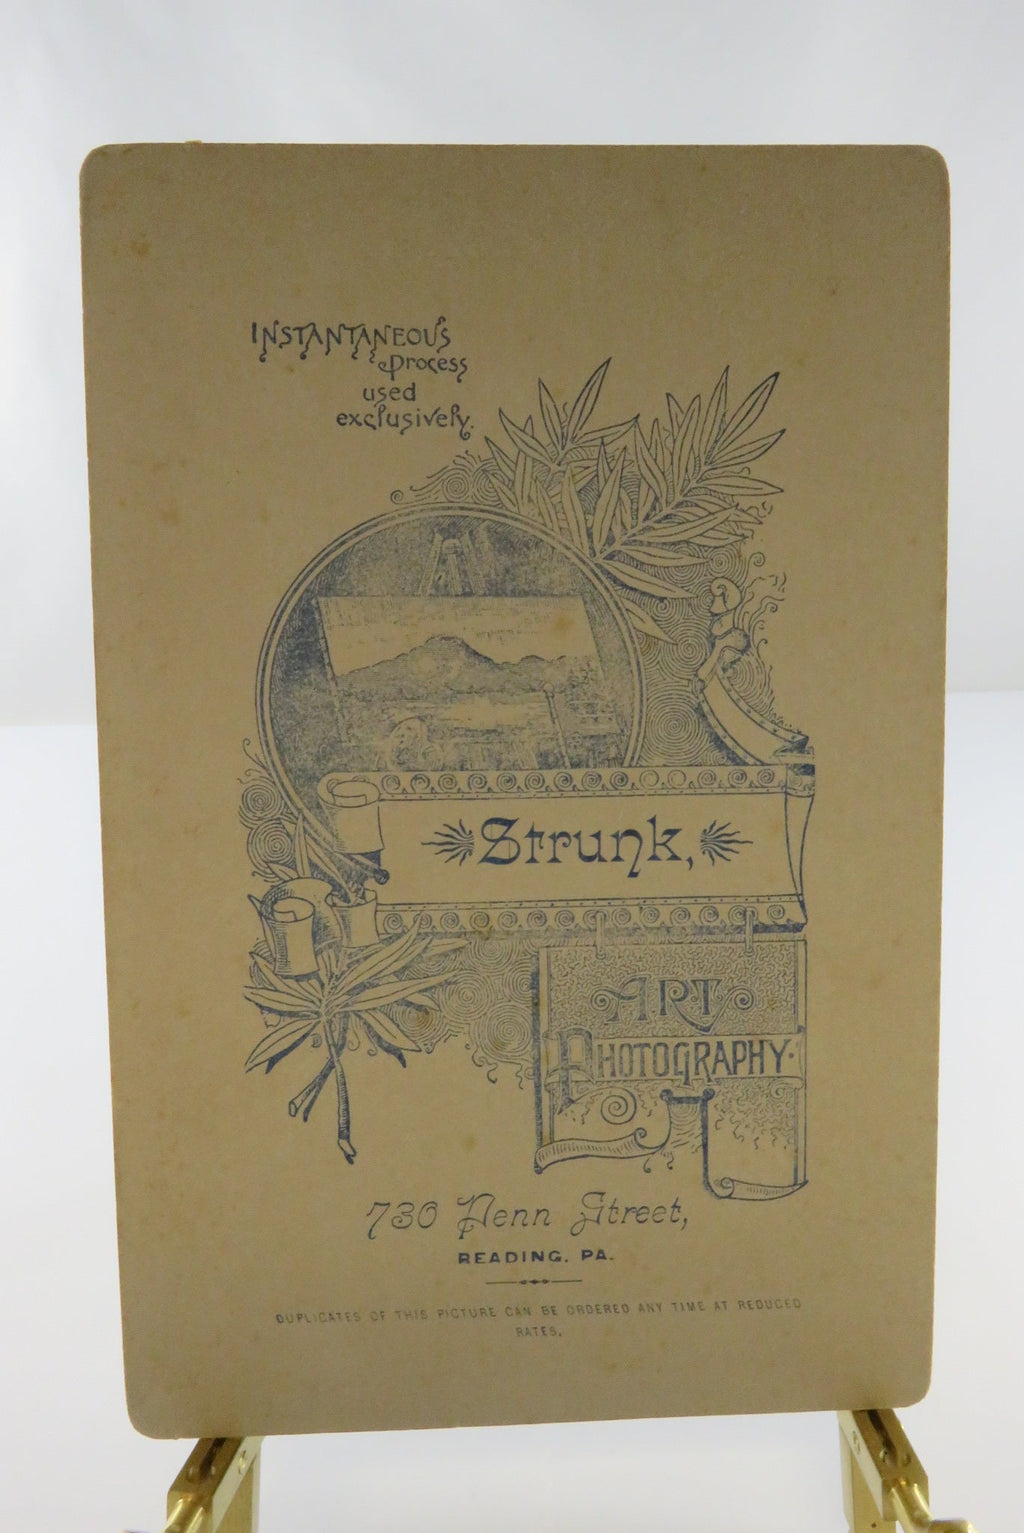 INSTANTANEOUS
Process
used
exclusively.
Strunk,
ART
PHOTOGRAPHY.
730 Penn Street,
READING, PA.
DUPLICATES OF THIS PICTURE CAN BE ORDERED ANY TIME AT REDUCED
RATES.